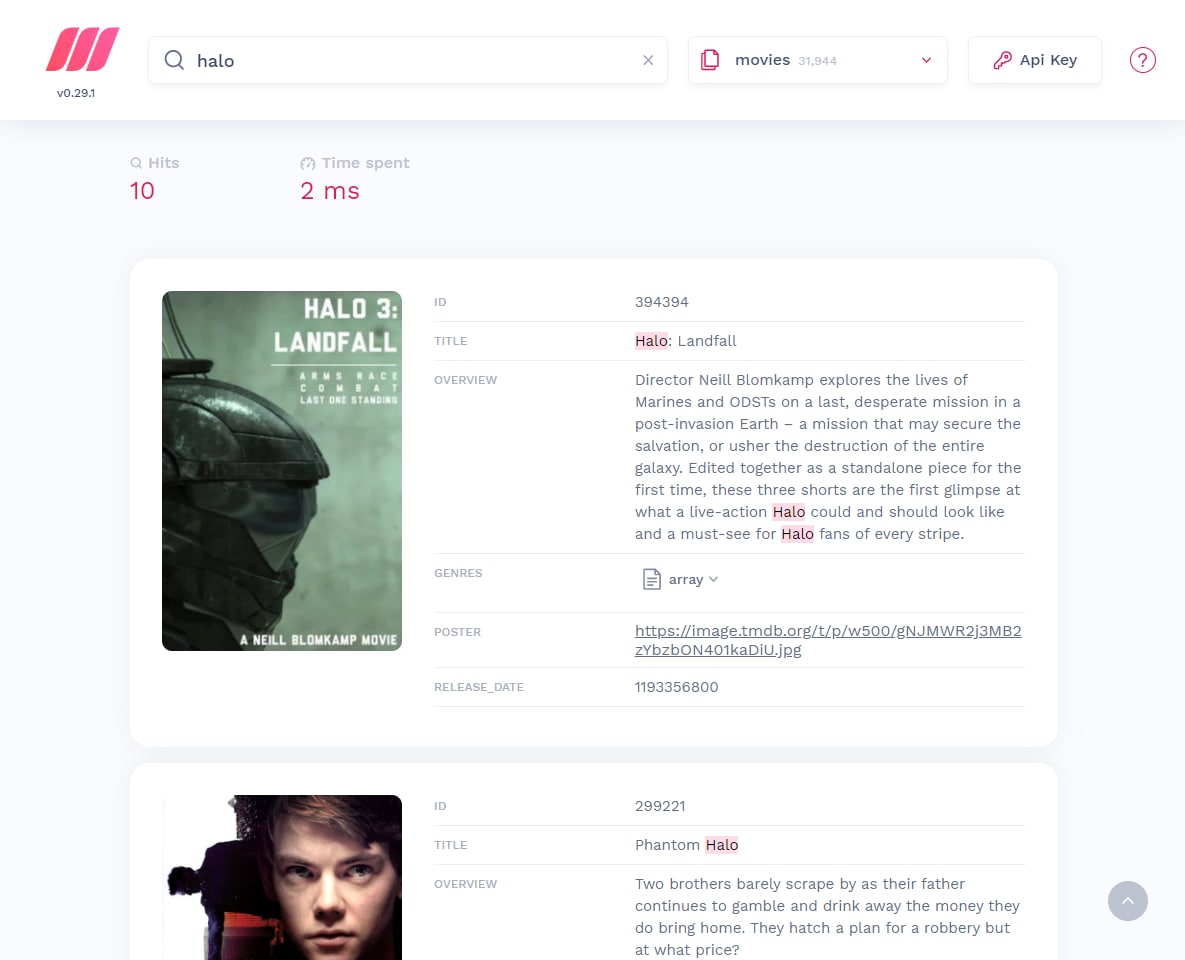 halo
movies 31,944
Api Key
v0.29.1
Hits
10
Time spent
2 ms
HALO 3:
LANDFALL
ARMS RACE
COMBAT
LAST ONE STANDING
A NEILL BLOMKAMP MOVIE
ID
394394
TITLE
Halo: Landfall
OVERVIEW
Director Neill Blomkamp explores the lives of
Marines and ODSTs on a last, desperate mission in a
post-invasion Earth – a mission that may secure the
salvation, or usher the destruction of the entire
galaxy. Edited together as a standalone piece for the
first time, these three shorts are the first glimpse at
what a live-action Halo could and should look like
and a must-see for Halo fans of every stripe.
GENRES
array
POSTER
https://image.tmdb.org/t/p/w500/gNJMWR2j3MB2
zYbzbON401kaDiU.jpg
RELEASE_DATE
1193356800
ID
299221
TITLE
Phantom Halo
OVERVIEW
Two brothers barely scrape by as their father
continues to gamble and drink away the money they
do bring home. They hatch a plan for a robbery but
at what price?